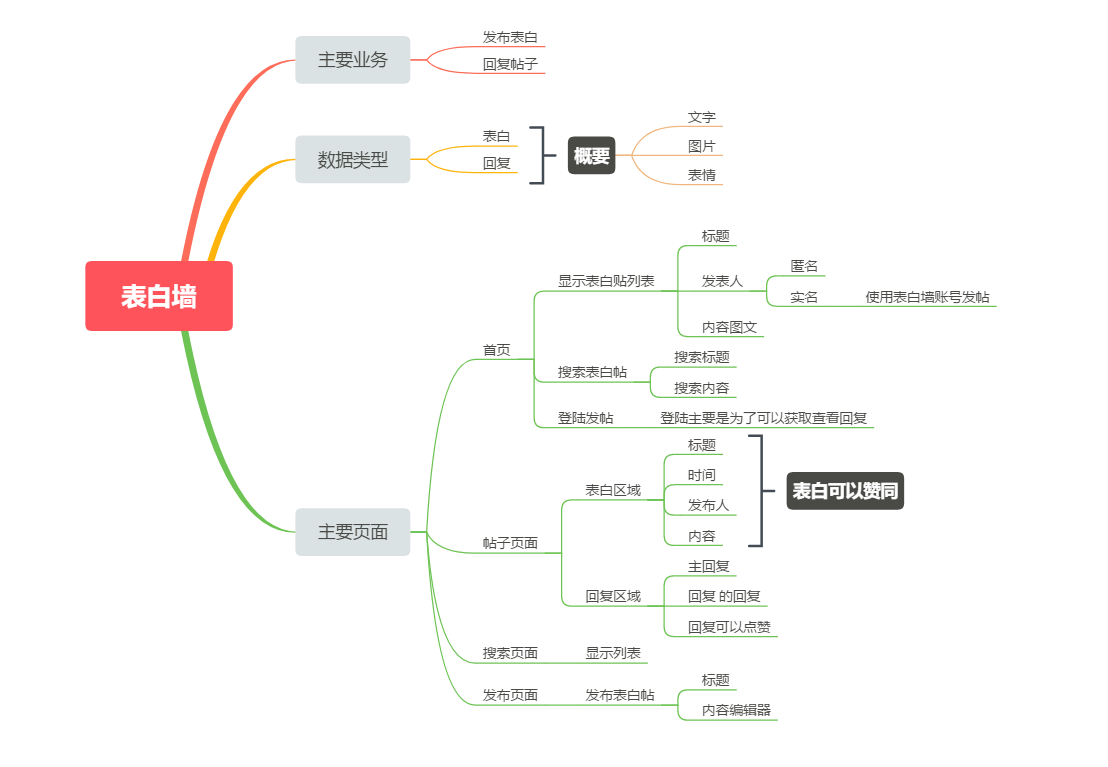 表白墙
主要业务
发布表白
回复帖子
数据类型
表白
回复
概要
文字
图片
表情
主要页面
首页
显示表白贴列表
标题
发表人
匿名
实名
使用表白墙账号发帖
内容图文
搜索表白帖
搜索标题
搜索内容
登陆发帖
登陆主要是为了可以获取查看回复
帖子页面
表白区域
标题
时间
发布人
内容
表白可以赞同
回复区域
主回复
回复 的回复
回复可以点赞
搜索页面
显示列表
发布页面
发布表白帖
标题
内容编辑器